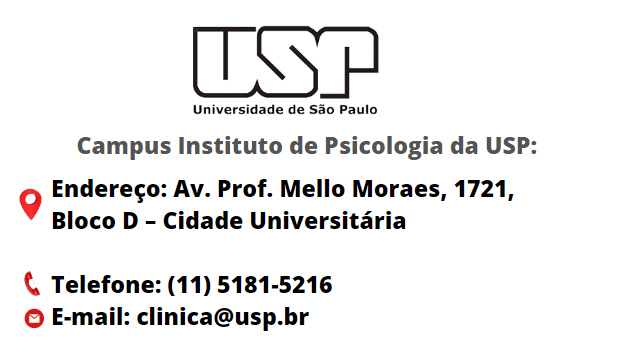 USP
Universidade de São Paulo
Campus Instituto de Psicologia da USP:
Endereço: Av. Prof. Mello Moraes, 1721,
Bloco D – Cidade Universitária
Telefone: (11) 5181-5216
E-mail: clinica@usp.br